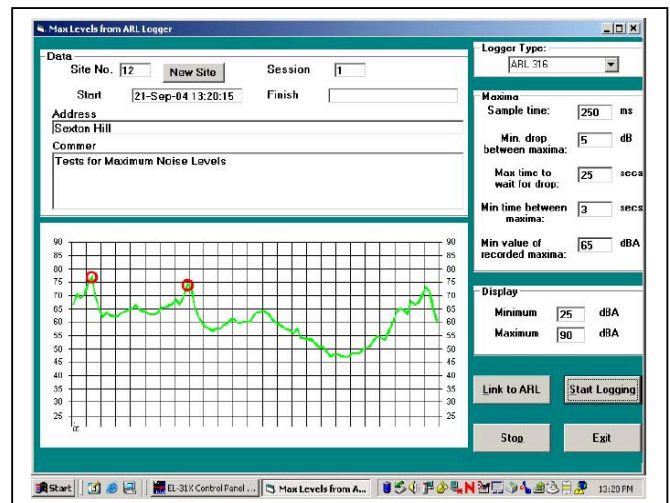 Max Levels from ARL Logger
Data
Site No. 12 New Site Session 1
Start 21-Sep-04 13:20:15 Finish
Address
Sexton Hill
Commer
Tests for Maximum Noise Levels
Logger Type:
ARL 316
Maxima
Sample time: 250 ms
Min. drop between maxima: 5 dB
Max time to wait for drop: 25 secs
Min time between maxima: 3 secs
Min value of recorded maxima: 65 dBA
Display
Minimum 25 dBA
Maximum 90 dBA
Link to ARL Start Logging
Stop Exit
90 90
85 85
80 80
75 75
70 70
65 65
60 60
55 55
50 50
45 45
40 40
35 35
30 30
25 25
Start EL-31X Control Panel ... Max Levels from A... 13:20 PM